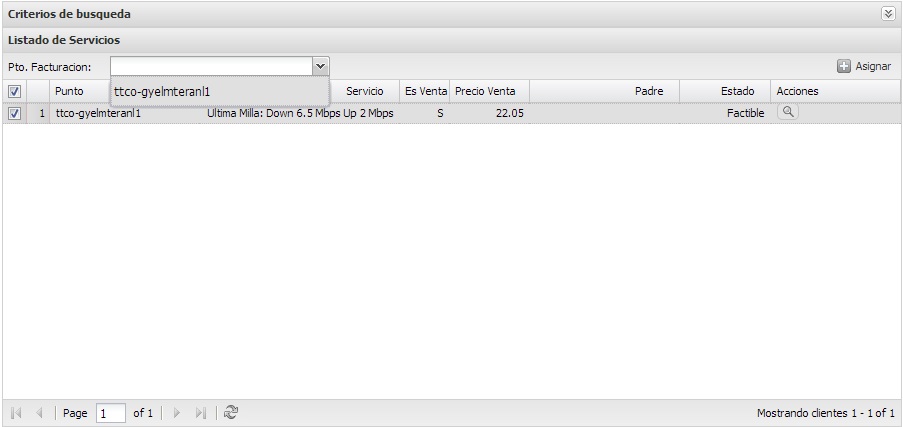 Criterios de busqueda
Listado de Servicios
Pto. Facturacion: Asignar
ttco-gyelmteranl1
Punto Servicio Es Venta Precio Venta Padre Estado Acciones
1 ttco-gyelmteranl1 Ultima Milla: Down 6.5 Mbps Up 2 Mbps S 22.05 Factible
Page 1 of 1 Mostrando clientes 1 - 1 of 1